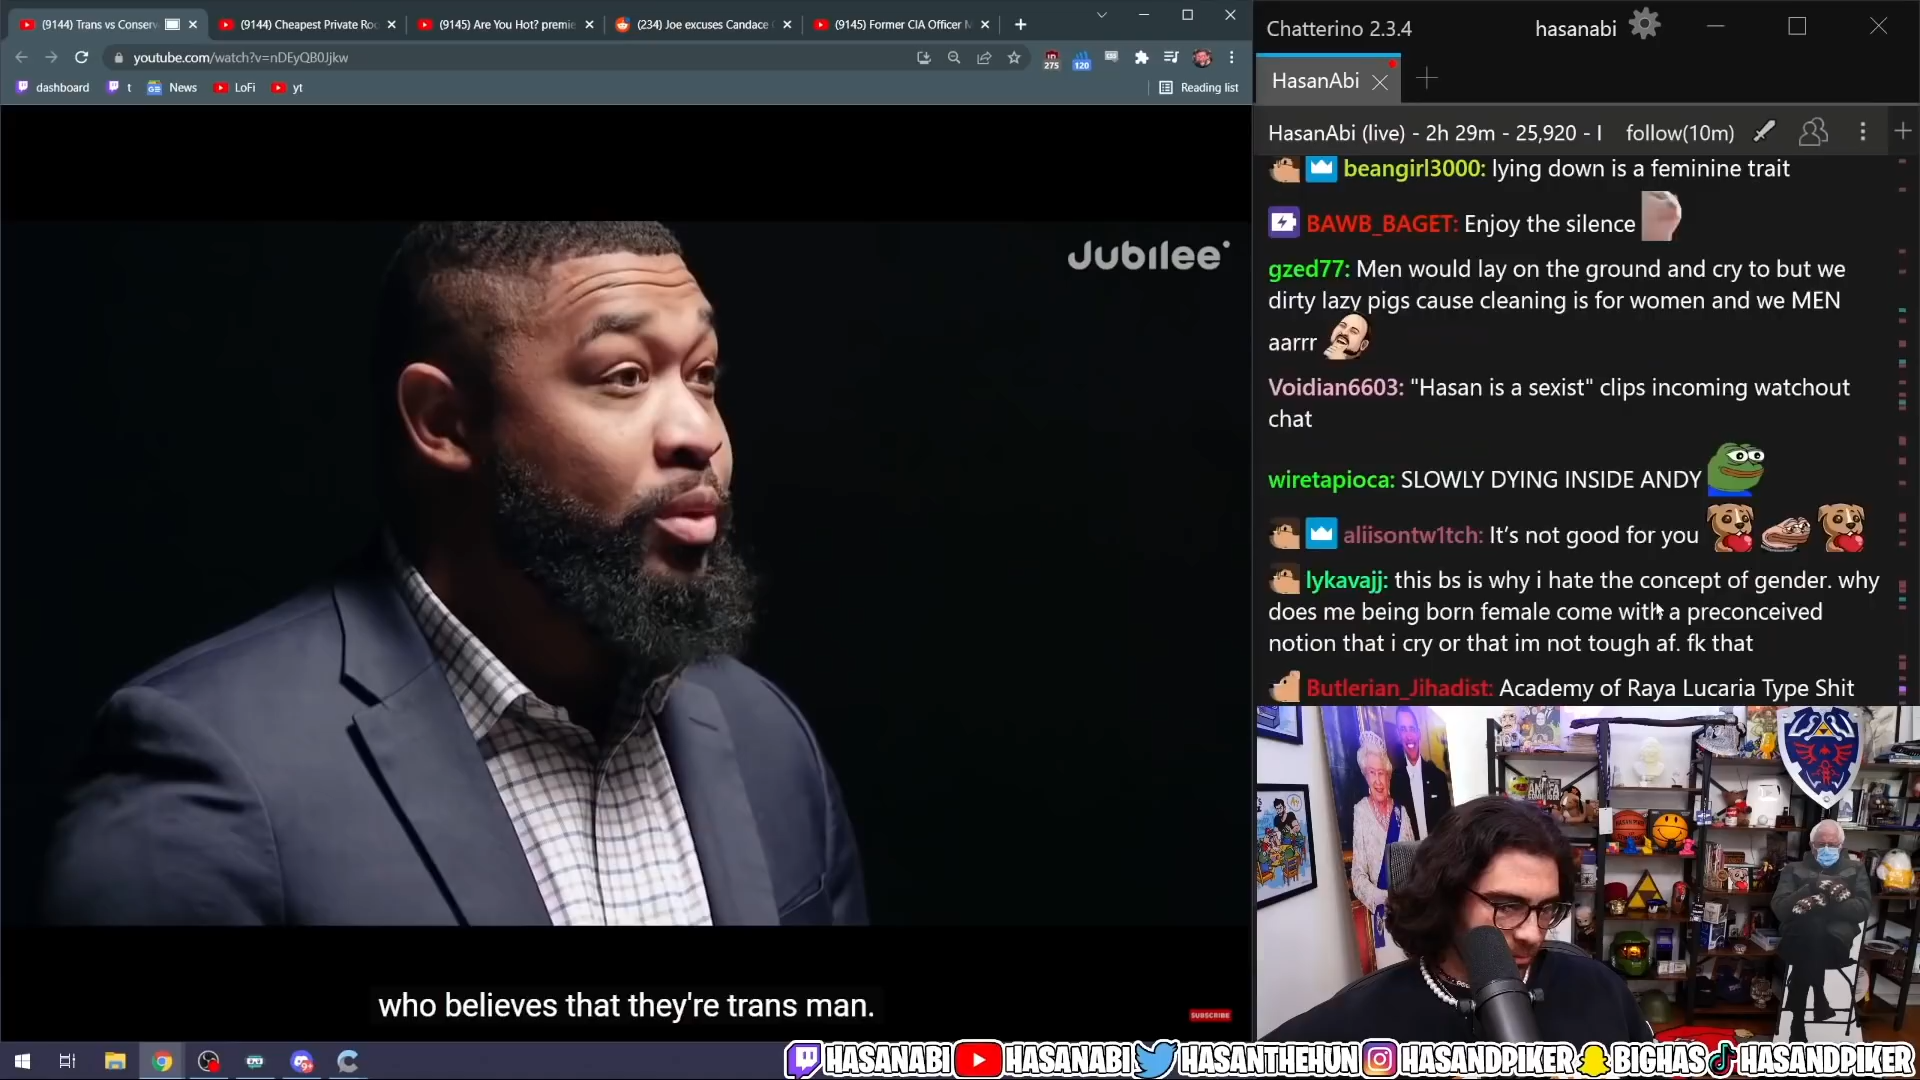 (9144) Trans vs Conserv
(9144) Cheapest Private Ro
(9145) Are You Hot? premie
(234) Joe excuses Candace
(9145) Former CIA Officer
youtube.com/watch?v=nDEyQB0Jjkw
275
120
dashboard
t
News
LoFi
yt
Reading list
Jubilee
who believes that they're trans man.
SUBSCRIBE
Chatterino 2.3.4
hasanabi
HasanAbi
HasanAbi (live) - 2h 29m - 25,920 - I
follow(10m)
beangirl3000: lying down is a feminine trait
BAWB_BAGET: Enjoy the silence
gzed77: Men would lay on the ground and cry to but we
dirty lazy pigs cause cleaning is for women and we MEN
aarrr
Voidian6603: "Hasan is a sexist" clips incoming watchout
chat
wiretapioca: SLOWLY DYING INSIDE ANDY
aliisontw1tch: It’s not good for you
lykavajj: this bs is why i hate the concept of gender. why
does me being born female come with a preconceived
notion that i cry or that im not tough af. fk that
Butlerian_Jihadist: Academy of Raya Lucaria Type Shit
HASANABI
HASANABI
HASANTHEHUN
HASANDPIKER
BIGHAS
HASANDPIKER